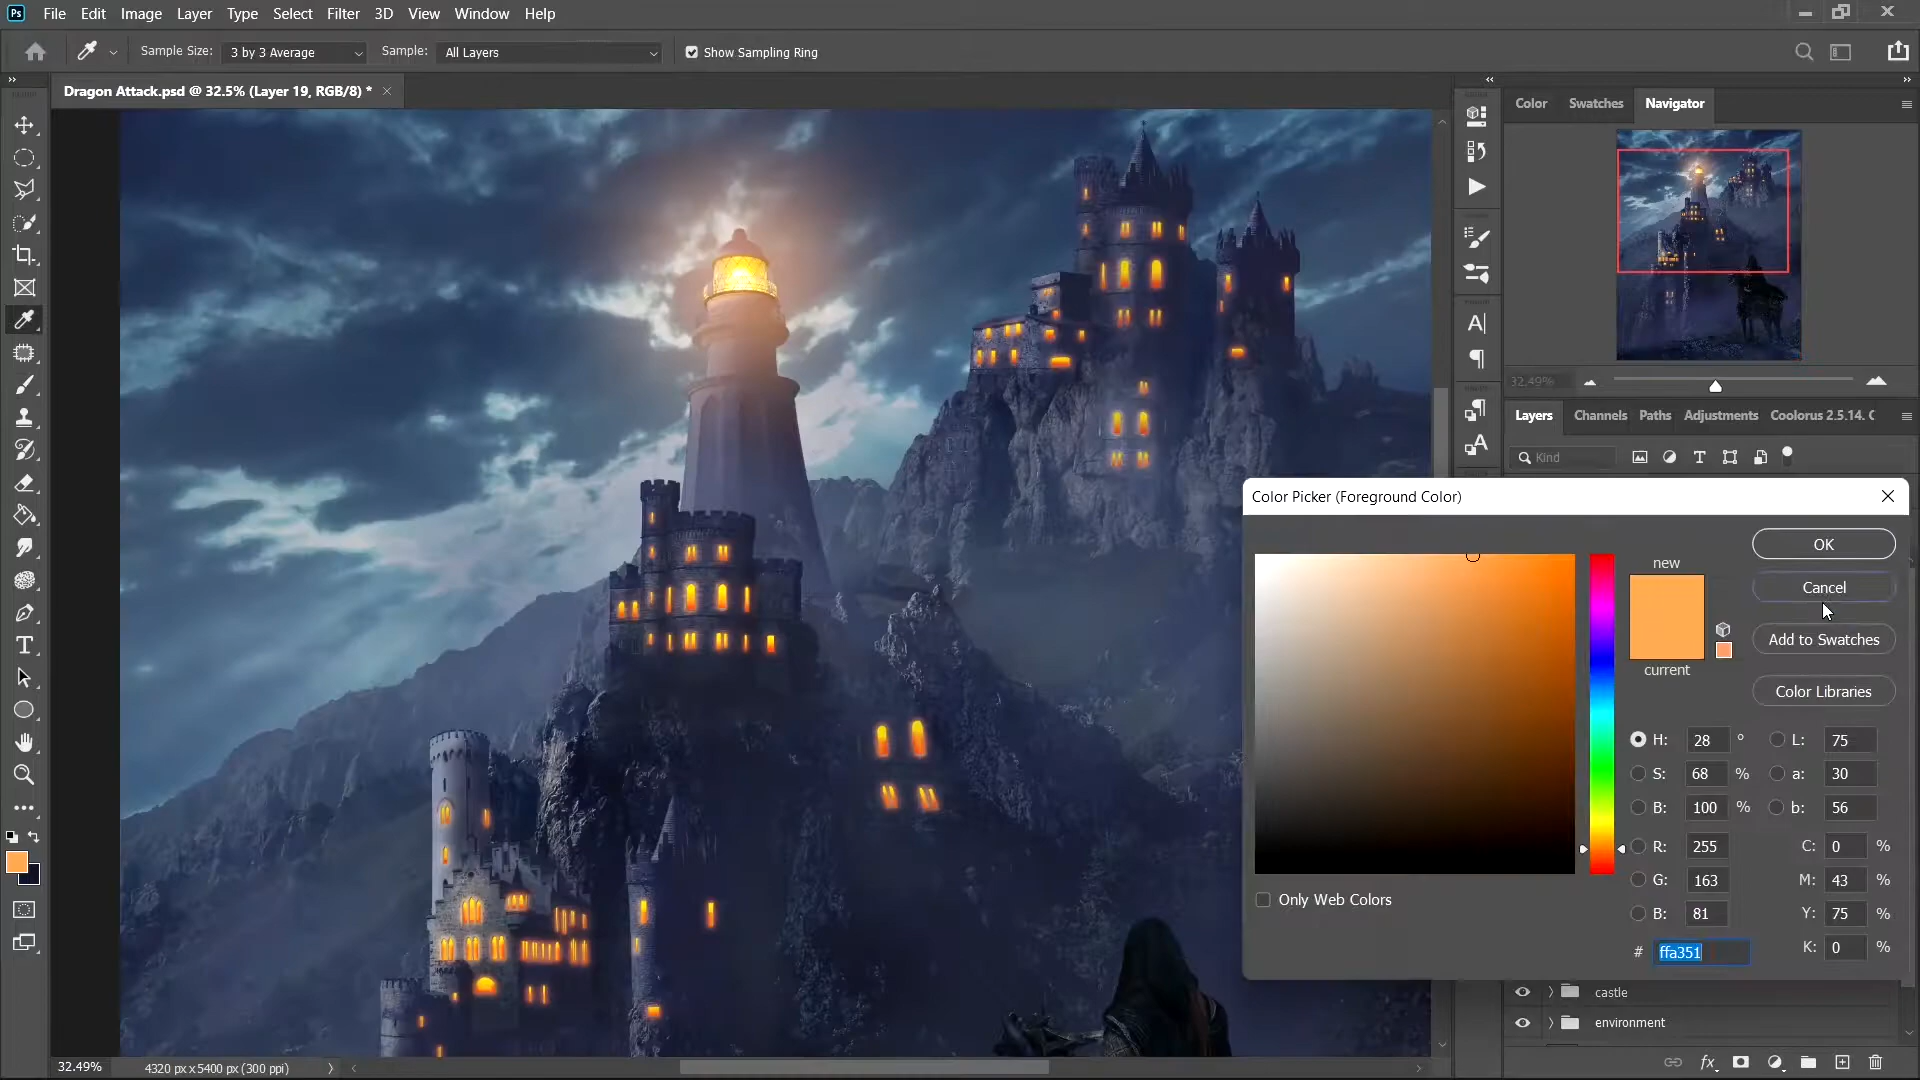 Ps File Edit Image Layer Type Select Filter 3D View Window Help
Sample Size: 3 by 3 Average Sample: All Layers Show Sampling Ring
Dragon Attack.psd @ 32.5% (Layer 19, RGB/8) *
Color Swatches Navigator
32.49%
Layers Channels Paths Adjustments Coolorus 2.5.14. C
Kind
Color Picker (Foreground Color)
new
current
OK
Cancel
Add to Swatches
Color Libraries
H: 28 ° L: 75
S: 68 % a: 30
B: 100 % b: 56
R: 255 C: 0 %
G: 163 M: 43 %
B: 81 Y: 75 %
# ffa351 K: 0 %
Only Web Colors
castle
environment
32.49% 4320 px x 5400 px (300 ppi)
fx